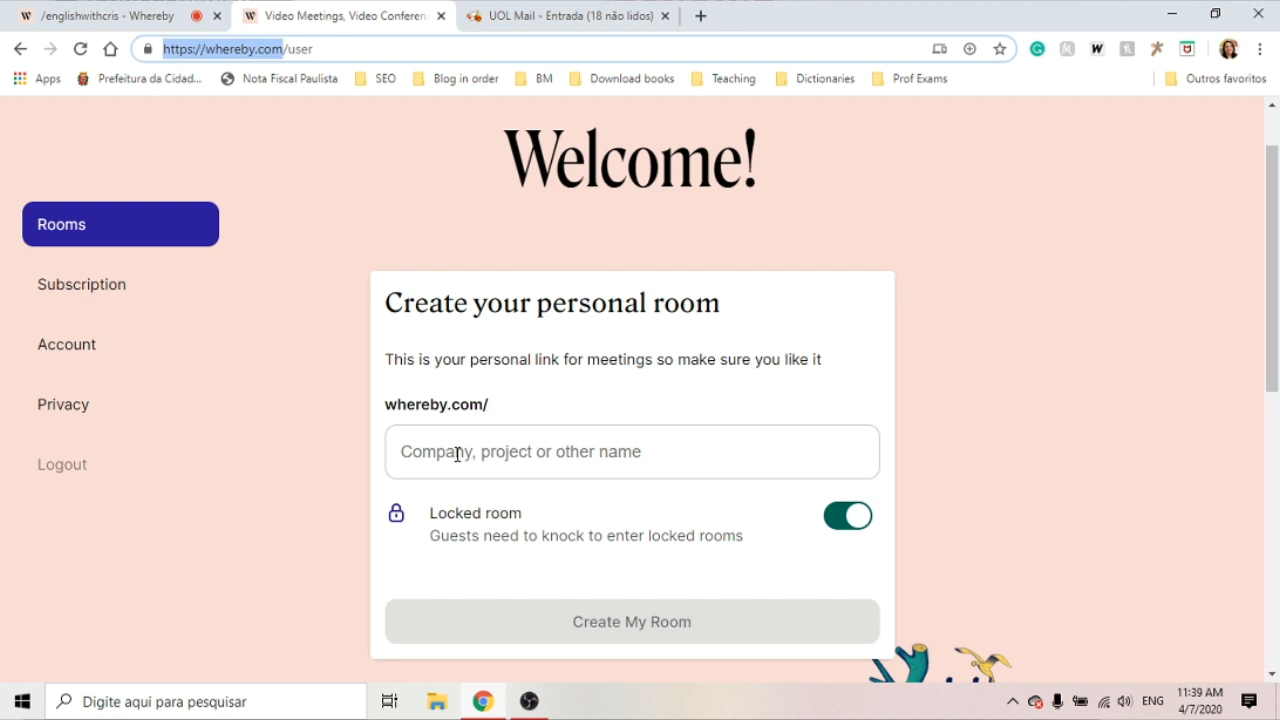 /englishwithcris - Whereby
Video Meetings, Video Conferen
UOL Mail - Entrada (18 não lidos)
https://whereby.com/user
Apps
Prefeitura da Cidad...
Nota Fiscal Paulista
SEO
Blog in order
BM
Download books
Teaching
Dictionaries
Prof Exams
Outros favoritos
Welcome!
Rooms
Subscription
Account
Privacy
Logout
Create your personal room
This is your personal link for meetings so make sure you like it
whereby.com/
Company, project or other name
Locked room
Guests need to knock to enter locked rooms
Create My Room
Digite aqui para pesquisar
ENG
11:39 AM
4/7/2020